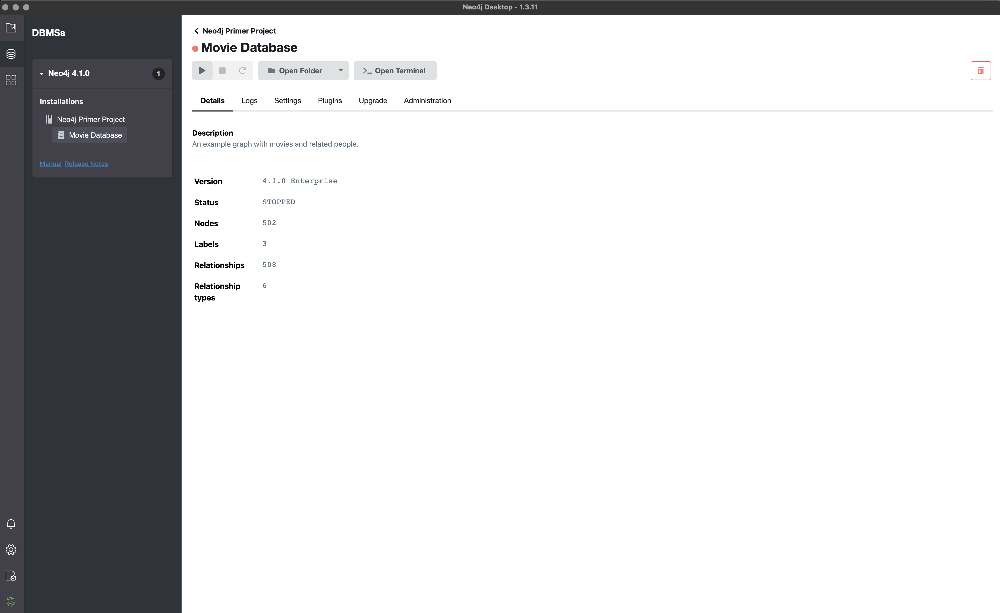 Neo4j Desktop - 1.3.11
DBMSs
Neo4j 4.1.0
1
Installations
Neo4j Primer Project
Movie Database
Manual Release Notes
Neo4j Primer Project
Movie Database
Open Folder
Open Terminal
Details Logs Settings Plugins Upgrade Administration
Description
An example graph with movies and related people.
Version 4.1.0 Enterprise
Status STOPPED
Nodes 502
Labels 3
Relationships 508
Relationship 6
types